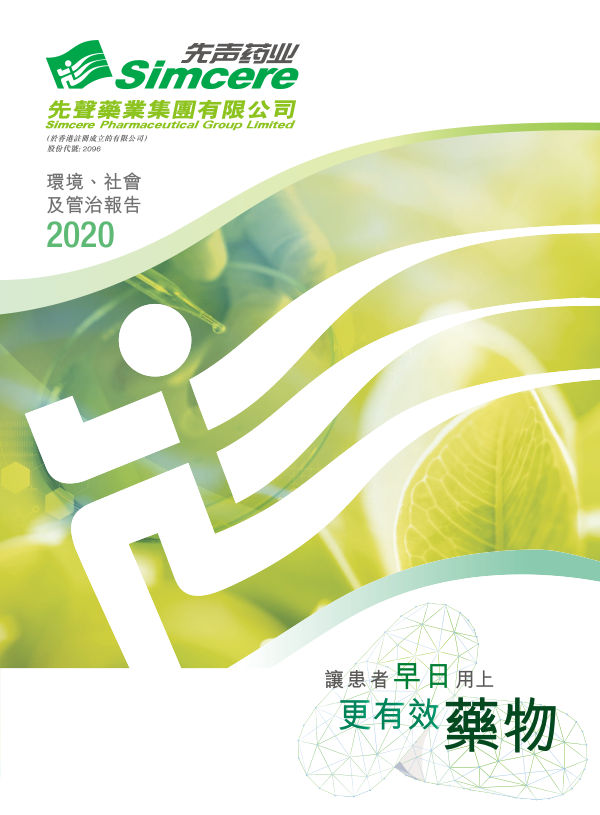 先声药业
Simcere
先聲藥業集團有限公司
Simcere Pharmaceutical Group Limited
(於香港註冊成立的有限公司)
股份代號: 2096
環境、社會
及管治報告
2020
讓患者早日用上
更有效藥物